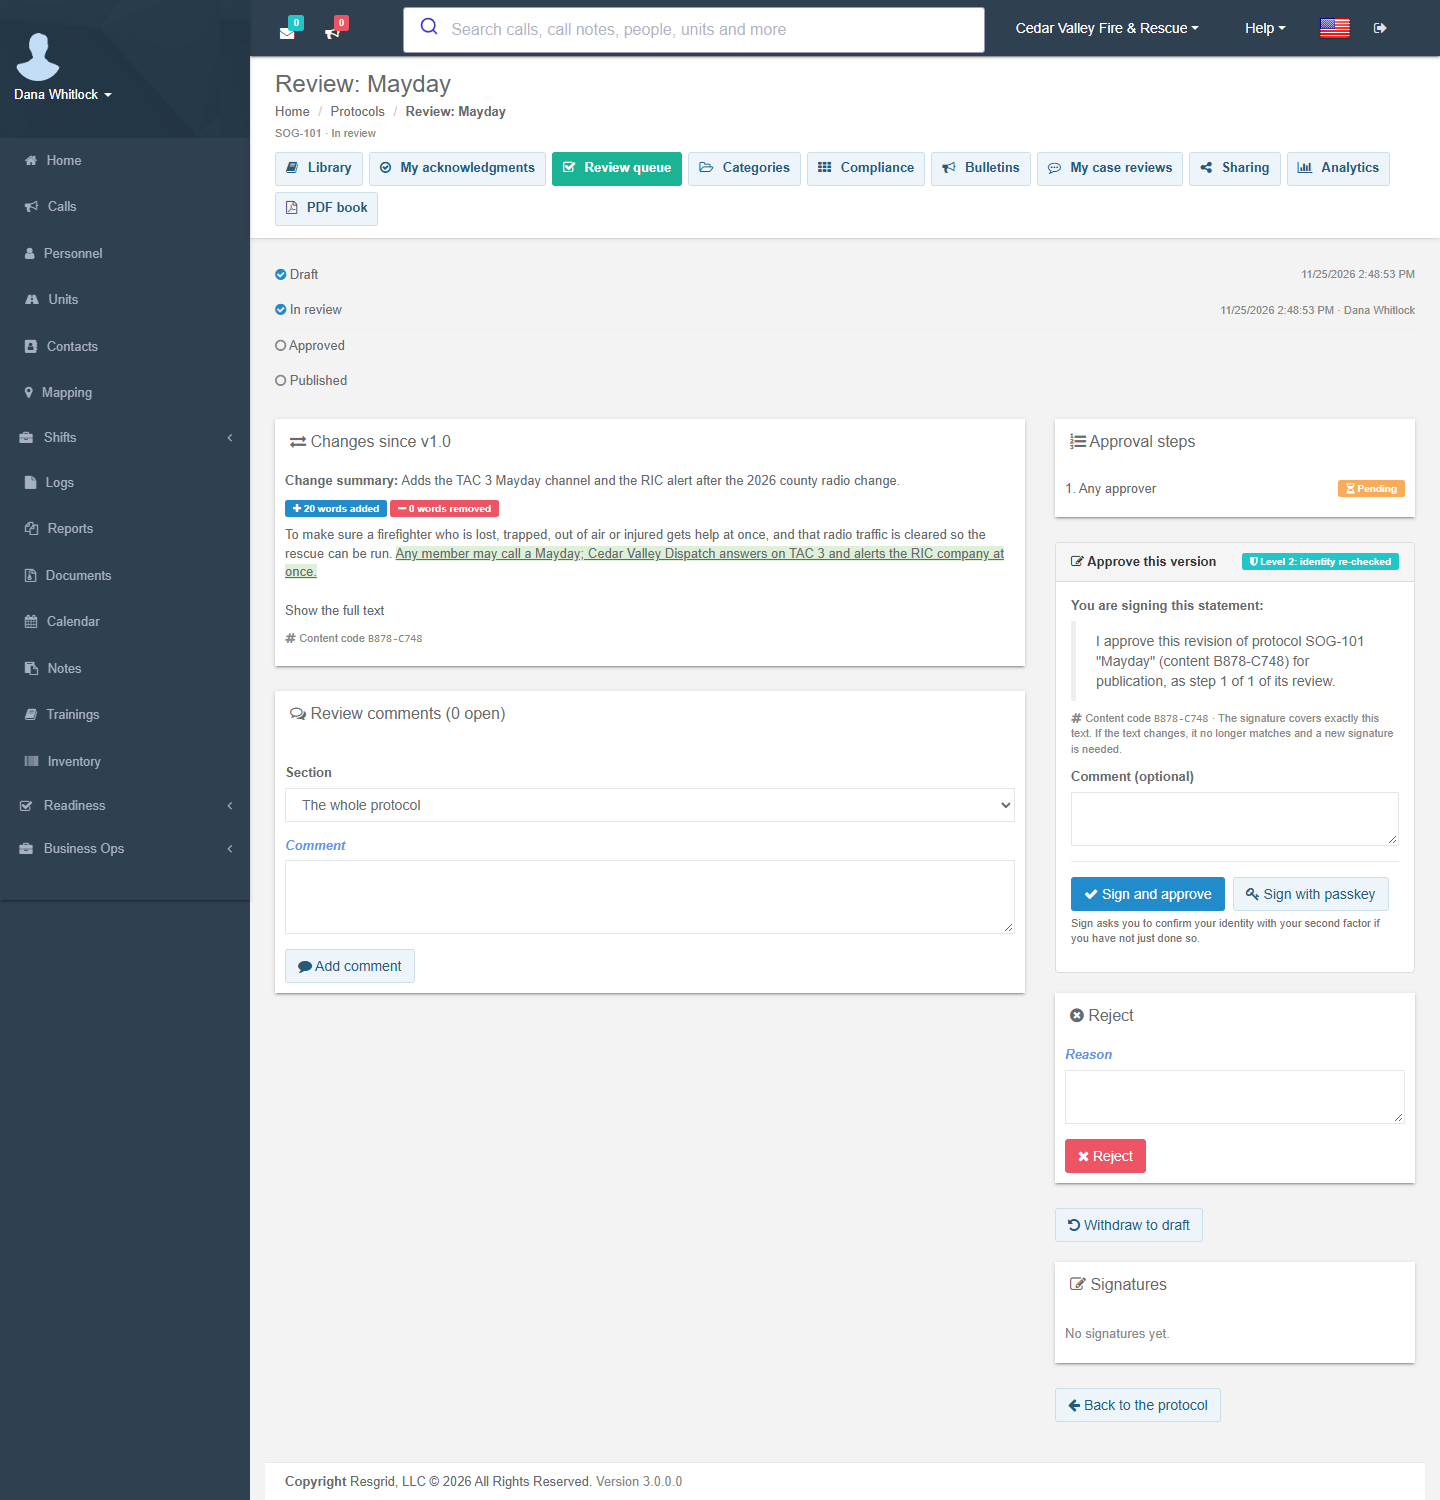 0
0
Search calls, call notes, people, units and more
Cedar Valley Fire & Rescue
Help
Dana Whitlock
Home
Calls
Personnel
Units
Contacts
Mapping
Shifts
Logs
Reports
Documents
Calendar
Notes
Trainings
Inventory
Readiness
Business Ops
Review: Mayday
Home / Protocols / Review: Mayday
SOG-101 · In review
Library
My acknowledgments
Review queue
Categories
Compliance
Bulletins
My case reviews
Sharing
Analytics
PDF book
Draft
11/25/2026 2:48:53 PM
In review
11/25/2026 2:48:53 PM · Dana Whitlock
Approved
Published
Changes since v1.0
Change summary: Adds the TAC 3 Mayday channel and the RIC alert after the 2026 county radio change.
20 words added
0 words removed
To make sure a firefighter who is lost, trapped, out of air or injured gets help at once, and that radio traffic is cleared so the
rescue can be run. Any member may call a Mayday; Cedar Valley Dispatch answers on TAC 3 and alerts the RIC company at
once.
Show the full text
Content code B878-C748
Review comments (0 open)
Section
The whole protocol
Comment
Add comment
Approval steps
1. Any approver
Pending
Approve this version
Level 2: identity re-checked
You are signing this statement:
I approve this revision of protocol SOG-101
"Mayday" (content B878-C748) for
publication, as step 1 of 1 of its review.
Content code B878-C748 · The signature covers exactly this
text. If the text changes, it no longer matches and a new signature
is needed.
Comment (optional)
Sign and approve
Sign with passkey
Sign asks you to confirm your identity with your second factor if
you have not just done so.
Reject
Reason
Reject
Withdraw to draft
Signatures
No signatures yet.
Back to the protocol
Copyright Resgrid, LLC © 2026 All Rights Reserved. Version 3.0.0.0